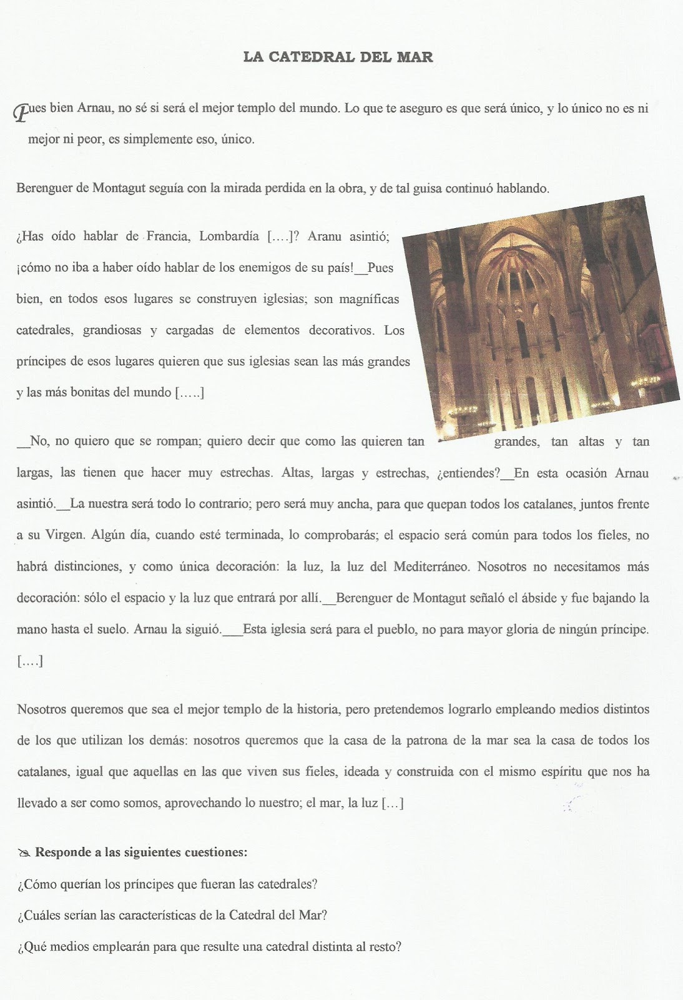 LA CATEDRAL DEL MAR
Pues bien Arnau, no sé si será el mejor templo del mundo. Lo que te aseguro es que será único, y lo único no es ni
mejor ni peor, es simplemente eso, único.
Berenguer de Montagut seguía con la mirada perdida en la obra, y de tal guisa continuó hablando.
¿Has oído hablar de Francia, Lombardía [….]? Aranu asintió;
¡cómo no iba a haber oído hablar de los enemigos de su país!__Pues
bien, en todos esos lugares se construyen iglesias; son magníficas
catedrales, grandiosas y cargadas de elementos decorativos. Los
príncipes de esos lugares quieren que sus iglesias sean las más grandes
y las más bonitas del mundo […..]
__No, no quiero que se rompan; quiero decir que como las quieren tan grandes, tan altas y tan
largas, las tienen que hacer muy estrechas. Altas, largas y estrechas, ¿entiendes?__En esta ocasión Arnau
asintió.__La nuestra será todo lo contrario; pero será muy ancha, para que quepan todos los catalanes, juntos frente
a su Virgen. Algún día, cuando esté terminada, lo comprobarás; el espacio será común para todos los fieles, no
habrá distinciones, y como única decoración: la luz, la luz del Mediterráneo. Nosotros no necesitamos más
decoración: sólo el espacio y la luz que entrará por allí.__Berenguer de Montagut señaló el ábside y fue bajando la
mano hasta el suelo. Arnau la siguió.___Esta iglesia será para el pueblo, no para mayor gloria de ningún príncipe.
[….]
Nosotros queremos que sea el mejor templo de la historia, pero pretendemos lograrlo empleando medios distintos
de los que utilizan los demás: nosotros queremos que la casa de la patrona de la mar sea la casa de todos los
catalanes, igual que aquellas en las que viven sus fieles, ideada y construida con el mismo espíritu que nos ha
llevado a ser como somos, aprovechando lo nuestro; el mar, la luz […]
Responde a las siguientes cuestiones:
¿Cómo querían los príncipes que fueran las catedrales?
¿Cuáles serían las características de la Catedral del Mar?
¿Qué medios emplearán para que resulte una catedral distinta al resto?